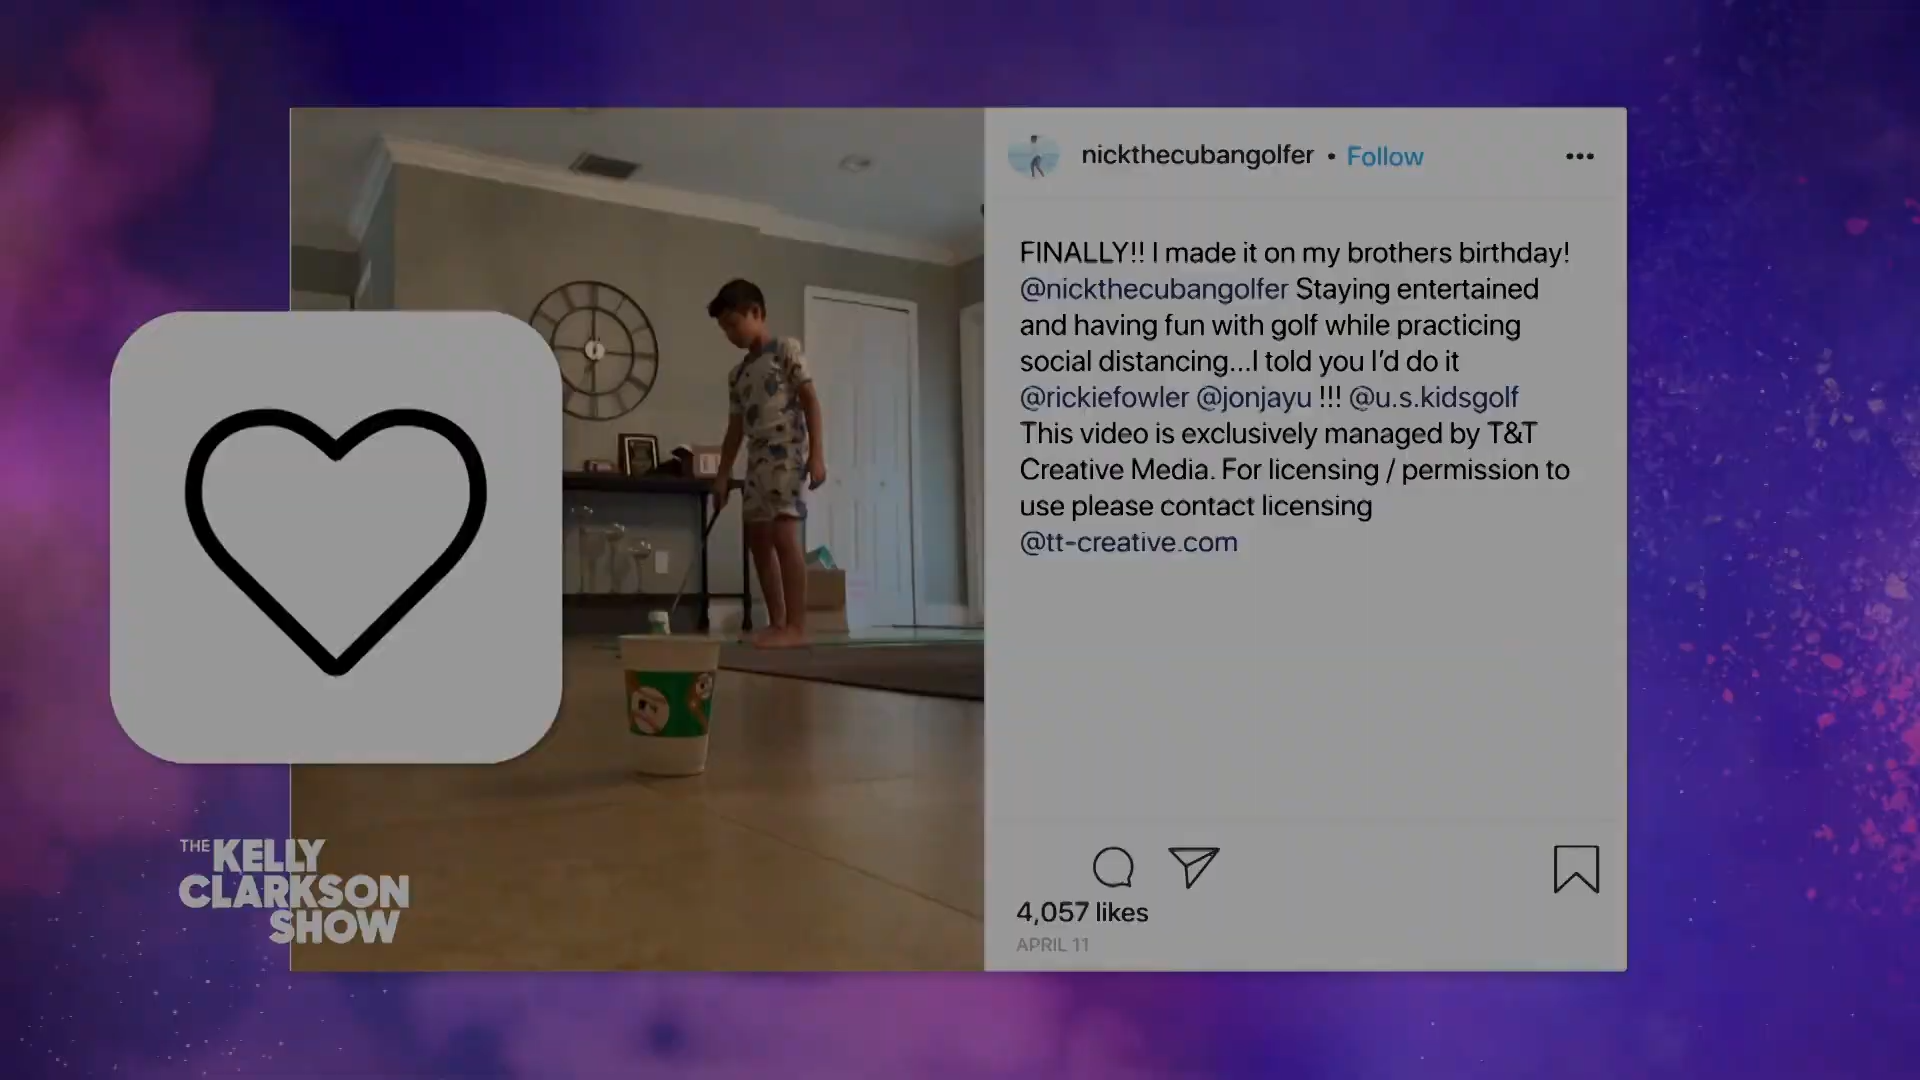 nickthecubangolfer • Follow
FINALLY!! I made it on my brothers birthday!
@nickthecubangolfer Staying entertained
and having fun with golf while practicing
social distancing...I told you I'd do it
@rickiefowler @jonjayu !!! @u.s.kidsgolf
This video is exclusively managed by T&T
Creative Media. For licensing / permission to
use please contact licensing
@tt-creative.com
4,057 likes
APRIL 11
THE KELLY
CLARKSON
SHOW